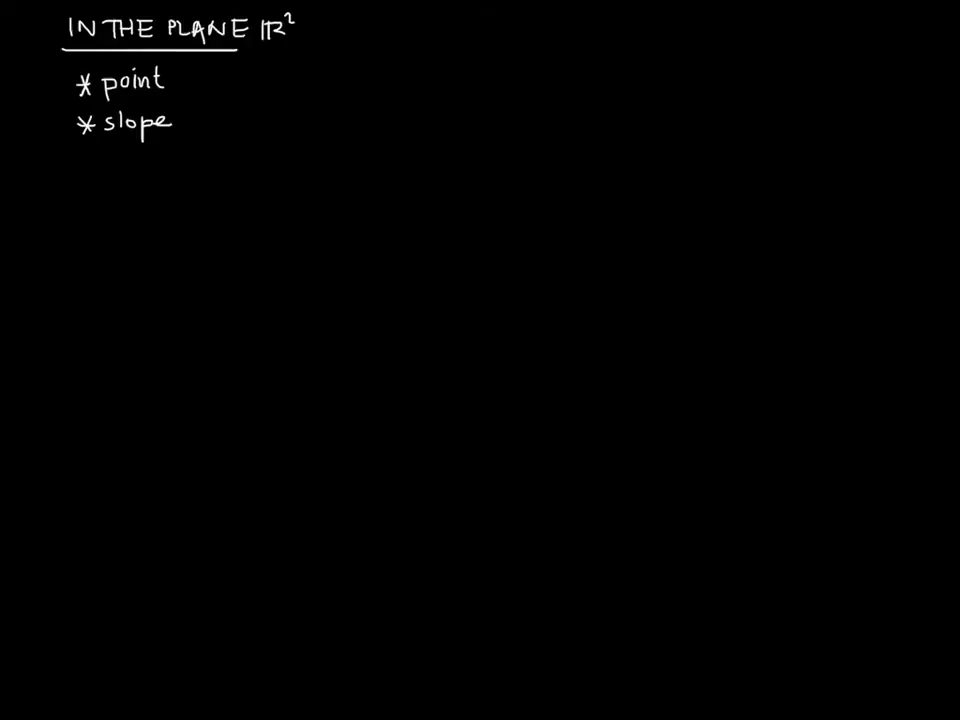 IN THE PLANE ℝ²
* point
* slope